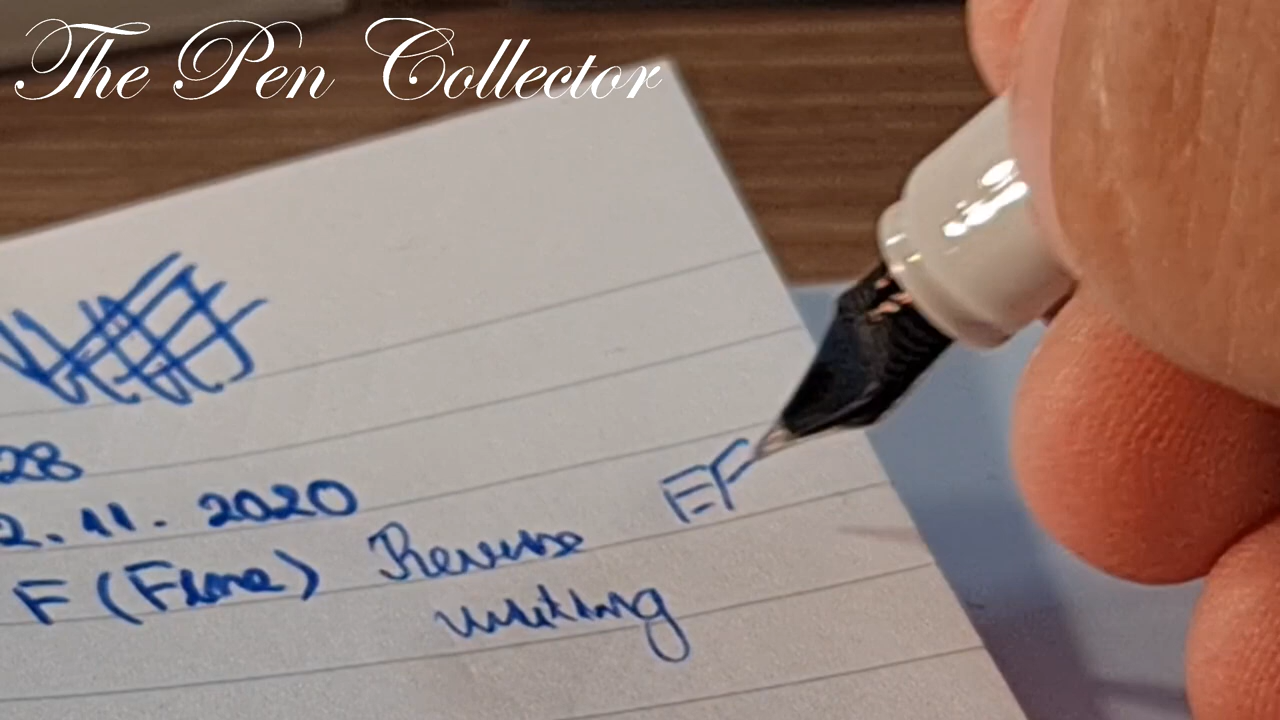 The Pen Collector
28
2.11.2020
F (Fine) Reverse EF
writing